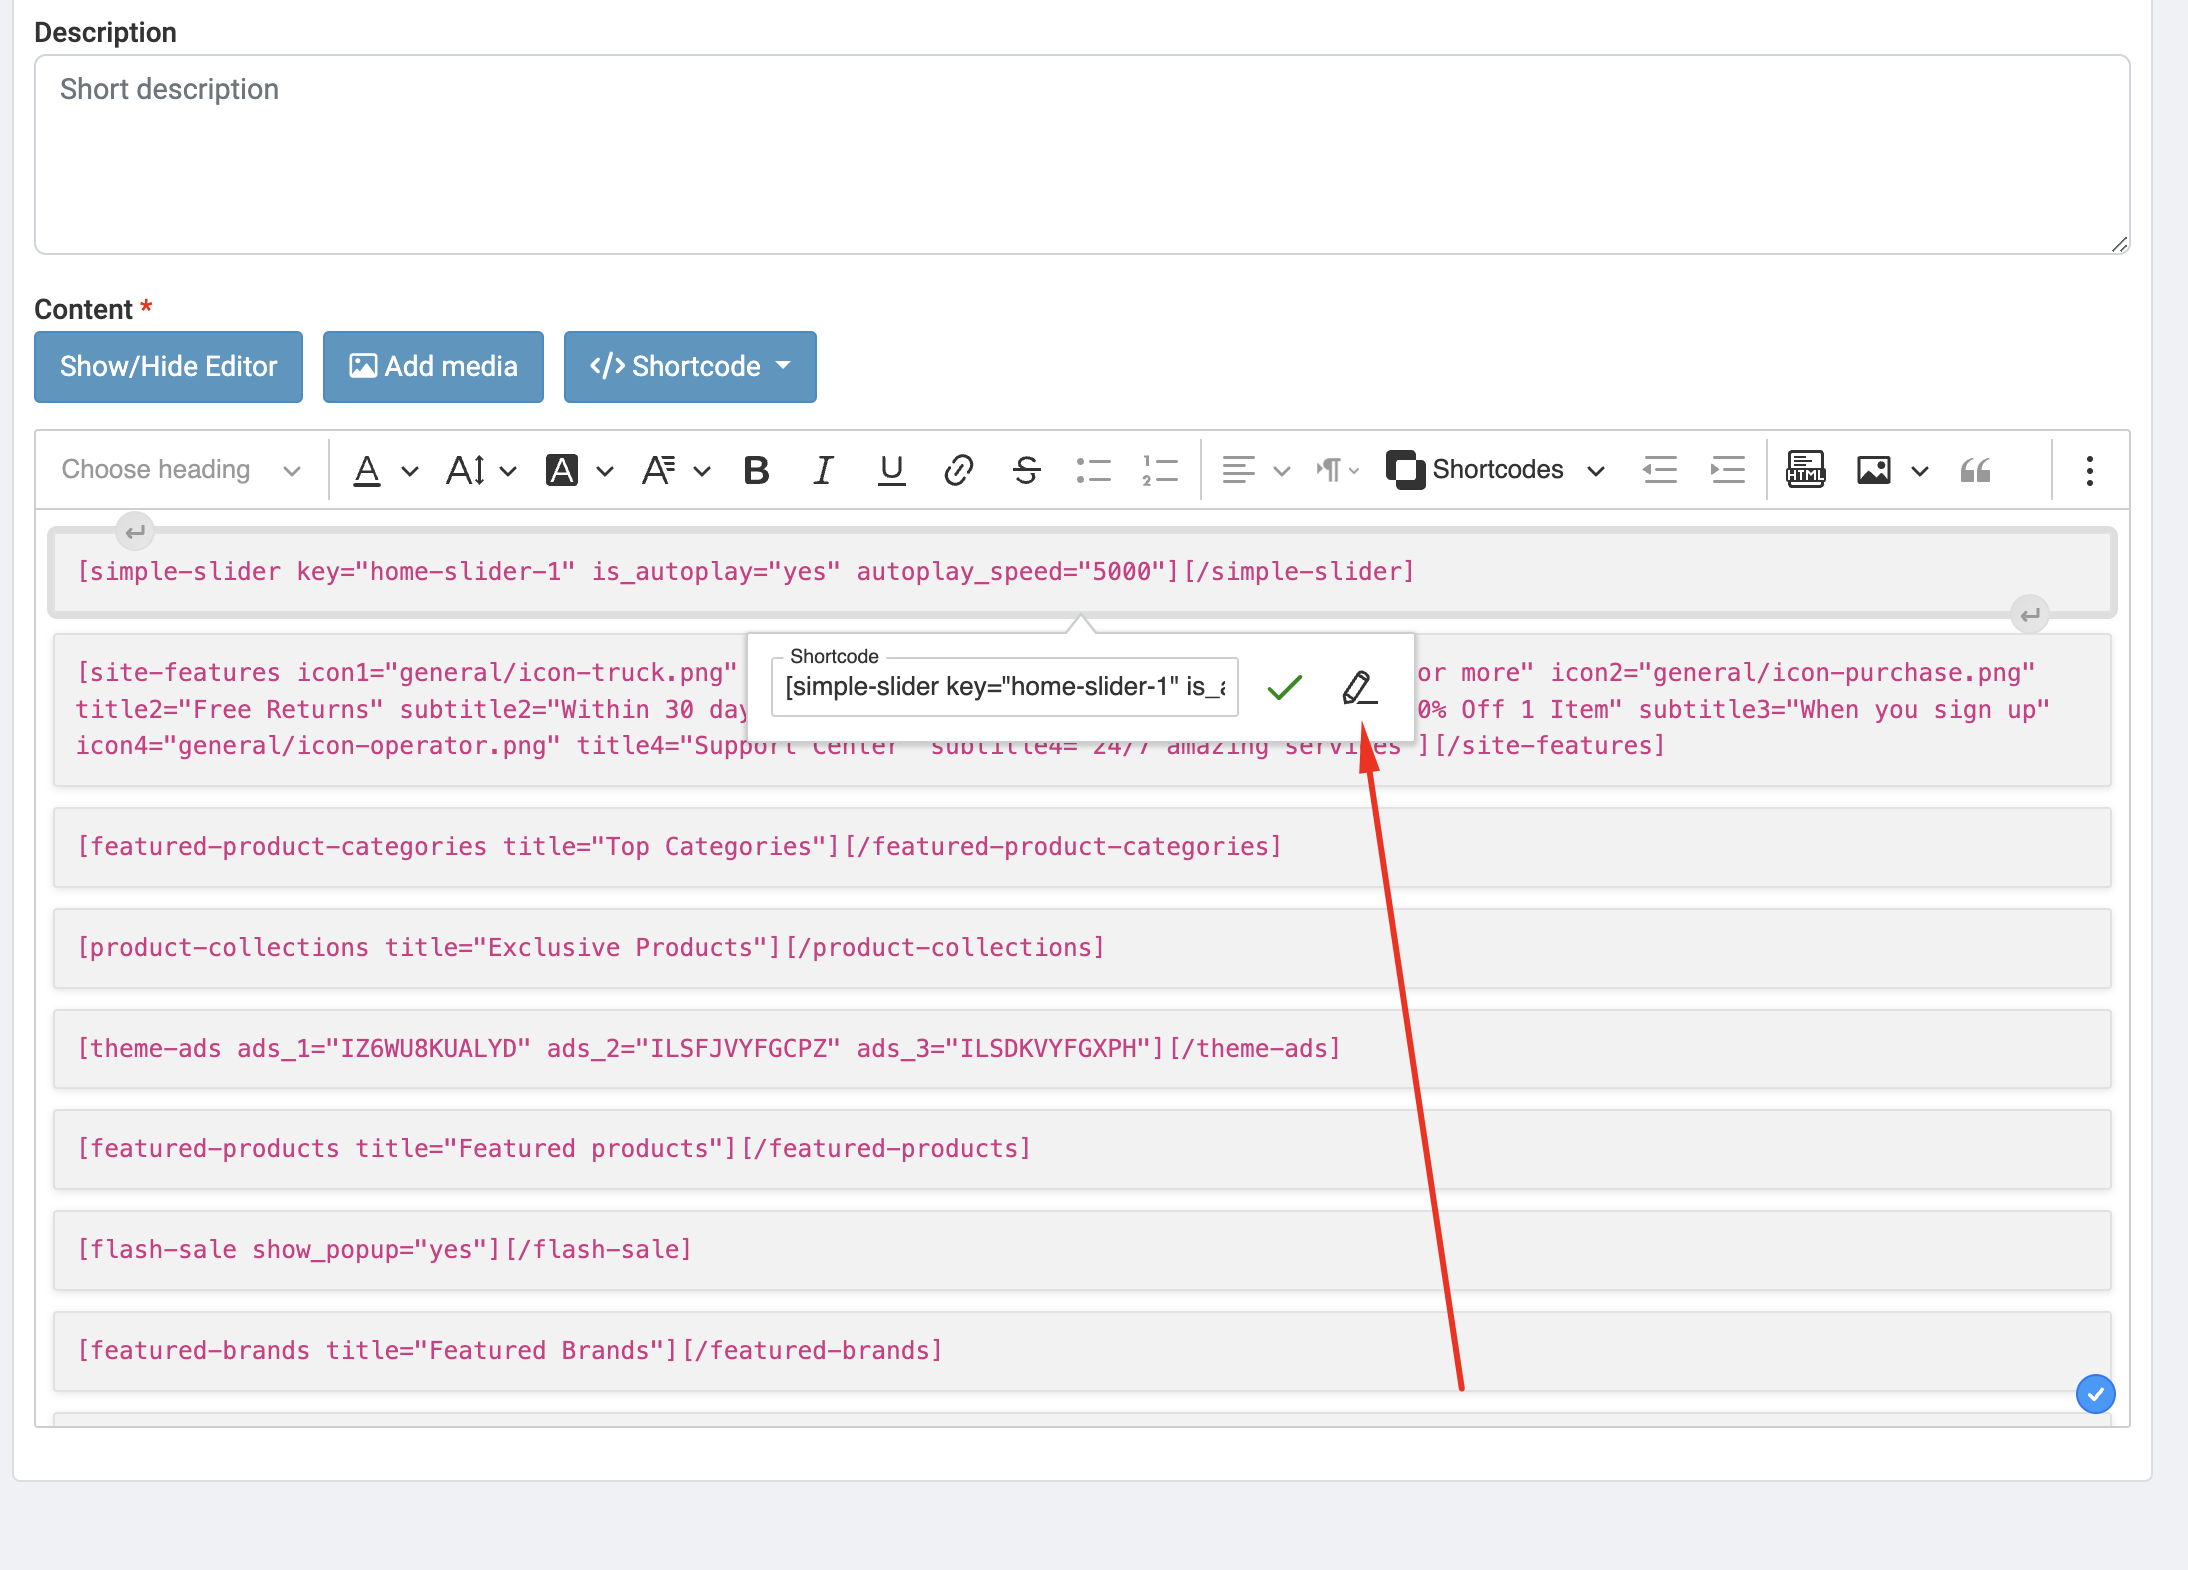 Description
Short description
Content *
Show/Hide Editor
Add media
</> Shortcode
Choose heading
Shortcodes
HTML
[simple-slider key="home-slider-1" is_autoplay="yes" autoplay_speed="5000"][/simple-slider]
Shortcode
[simple-slider key="home-slider-1" is_a
[site-features icon1="general/icon-truck.png" or more" icon2="general/icon-purchase.png"
title2="Free Returns" subtitle2="Within 30 day 0% Off 1 Item" subtitle3="When you sign up"
icon4="general/icon-operator.png" title4="Support Center" subtitle4="24/7 amazing services"][/site-features]
[featured-product-categories title="Top Categories"][/featured-product-categories]
[product-collections title="Exclusive Products"][/product-collections]
[theme-ads ads_1="IZ6WU8KUALYD" ads_2="ILSFJVYFGCPZ" ads_3="ILSDKVYFGXPH"][/theme-ads]
[featured-products title="Featured products"][/featured-products]
[flash-sale show_popup="yes"][/flash-sale]
[featured-brands title="Featured Brands"][/featured-brands]